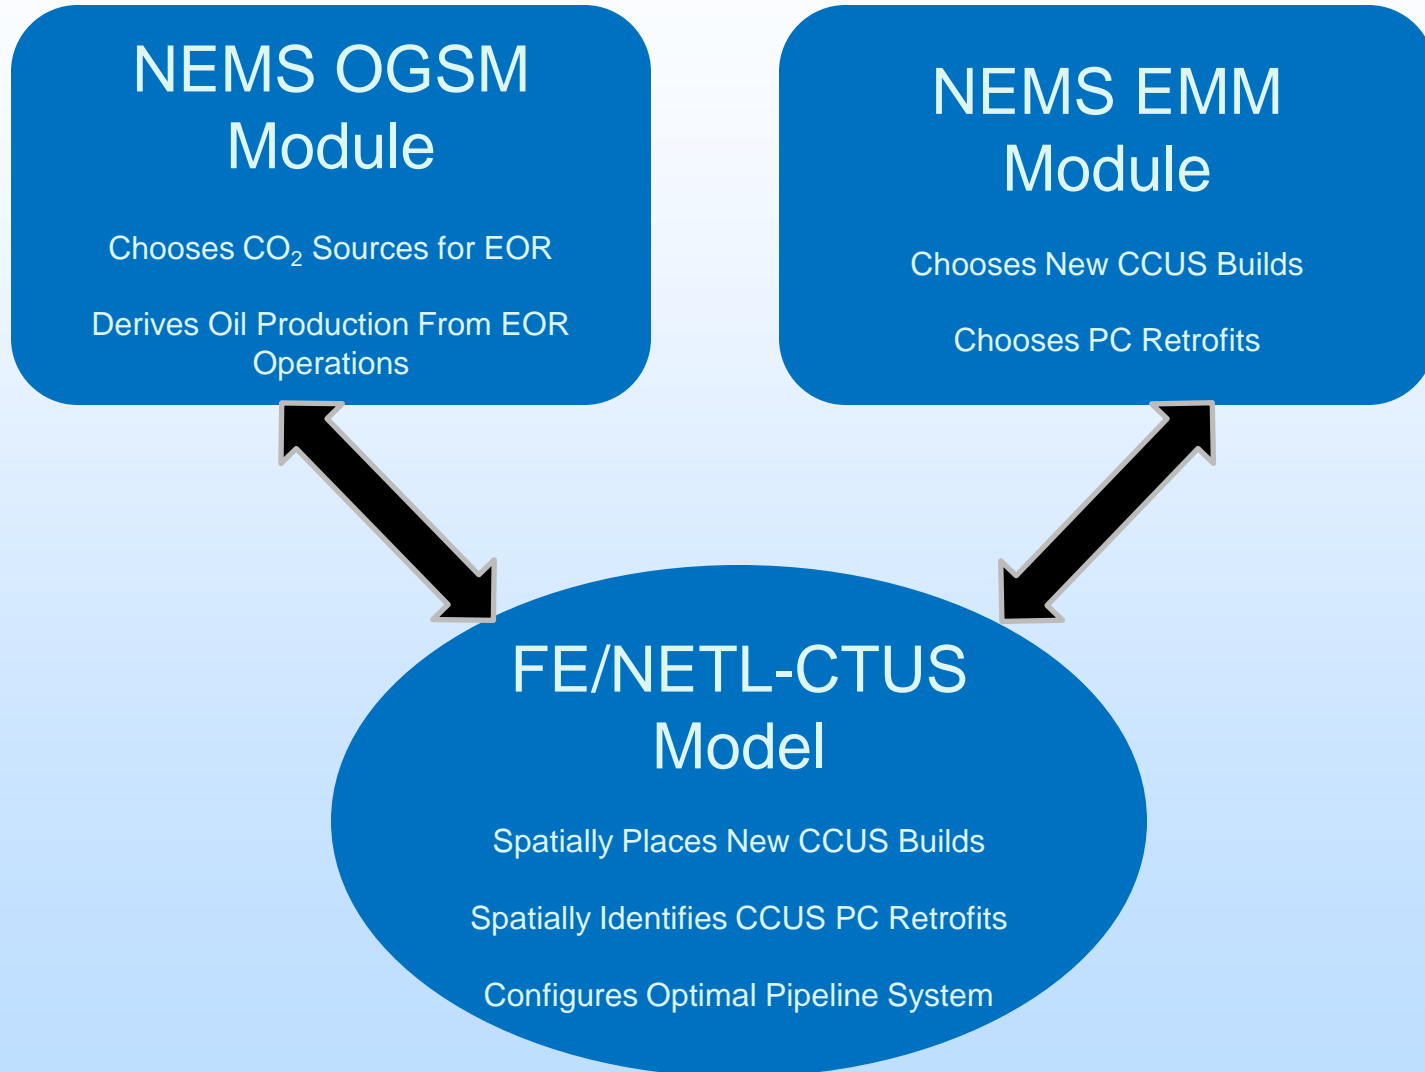 NEMS OGSM
Module
Chooses CO₂ Sources for EOR
Derives Oil Production From EOR
Operations
NEMS EMM
Module
Chooses New CCUS Builds
Chooses PC Retrofits
FE/NETL-CTUS
Model
Spatially Places New CCUS Builds
Spatially Identifies CCUS PC Retrofits
Configures Optimal Pipeline System